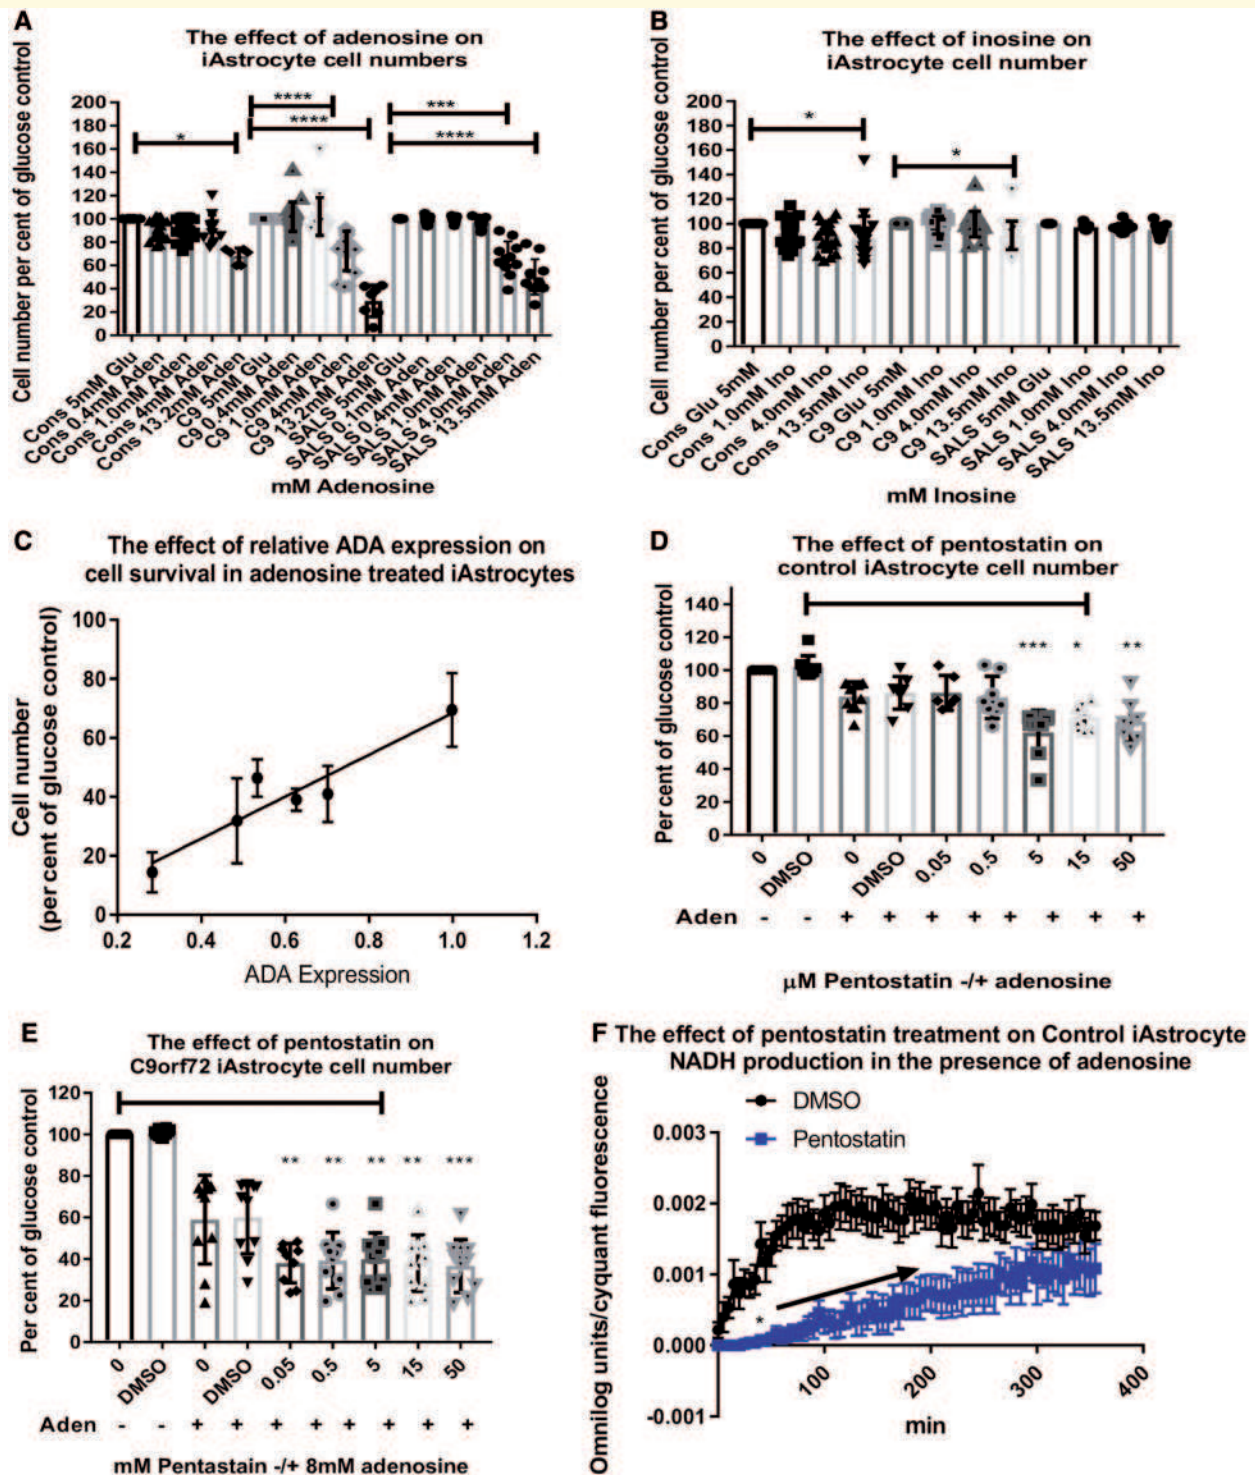 A
The effect of adenosine on
iAstrocyte cell numbers
Cell number per cent of glucose control
200
180
160
140
120
100
80
60
40
20
0
*
****
****
***
****
Cons 5mM Glu
Cons 0.4mM Aden
Cons 1.0mM Aden
Cons 4mM Aden
Cons 13.2mM Aden
C9 5mM Glu
C9 0.4mM Aden
C9 1.0mM Aden
C9 4mM Aden
C9 13.2mM Aden
SALS 5mM Glu
SALS 0.1mM Aden
SALS 0.4mM Aden
SALS 1.0mM Aden
SALS 4.0mM Aden
SALS 13.5mM Aden
mM Adenosine
B
The effect of inosine on
iAstrocyte cell number
Cell number per cent of glucose control
200
180
160
140
120
100
80
60
40
20
0
*
*
Cons Glu 5mM
Cons 1.0mM Ino
Cons 4.0mM Ino
Cons 13.5mM Ino
C9 Glu 5mM
C9 1.0mM Ino
C9 4.0mM Ino
C9 13.5mM Ino
SALS 5mM Glu
SALS 1.0mM Ino
SALS 4.0mM Ino
SALS 13.5mM Ino
mM Inosine
C
The effect of relative ADA expression on
cell survival in adenosine treated iAstrocytes
Cell number
(per cent of glucose control)
100
80
60
40
20
0
0.2 0.4 0.6 0.8 1.0 1.2
ADA Expression
D
The effect of pentostatin on
control iAstrocyte cell number
Per cent of glucose control
140
120
100
80
60
40
20
0
*** * **
0 DMSO 0 DMSO 0.05 0.5 5 15 50
Aden - - + + + + + + +
μM Pentostatin -/+ adenosine
E
The effect of pentostatin on
C9orf72 iAstrocyte cell number
Per cent of glucose control
120
100
80
60
40
20
0
** ** ** ** ***
0 DMSO 0 DMSO 0.05 0.5 5 15 50
Aden - - + + + + + + +
mM Pentastain -/+ 8mM adenosine
F
The effect of pentostatin treatment on Control iAstrocyte
NADH production in the presence of adenosine
DMSO
Pentostatin
Omnilog units/cyquant fluorescence
0.003
0.002
0.001
0.000
-0.001
*
100 200 300 400
min